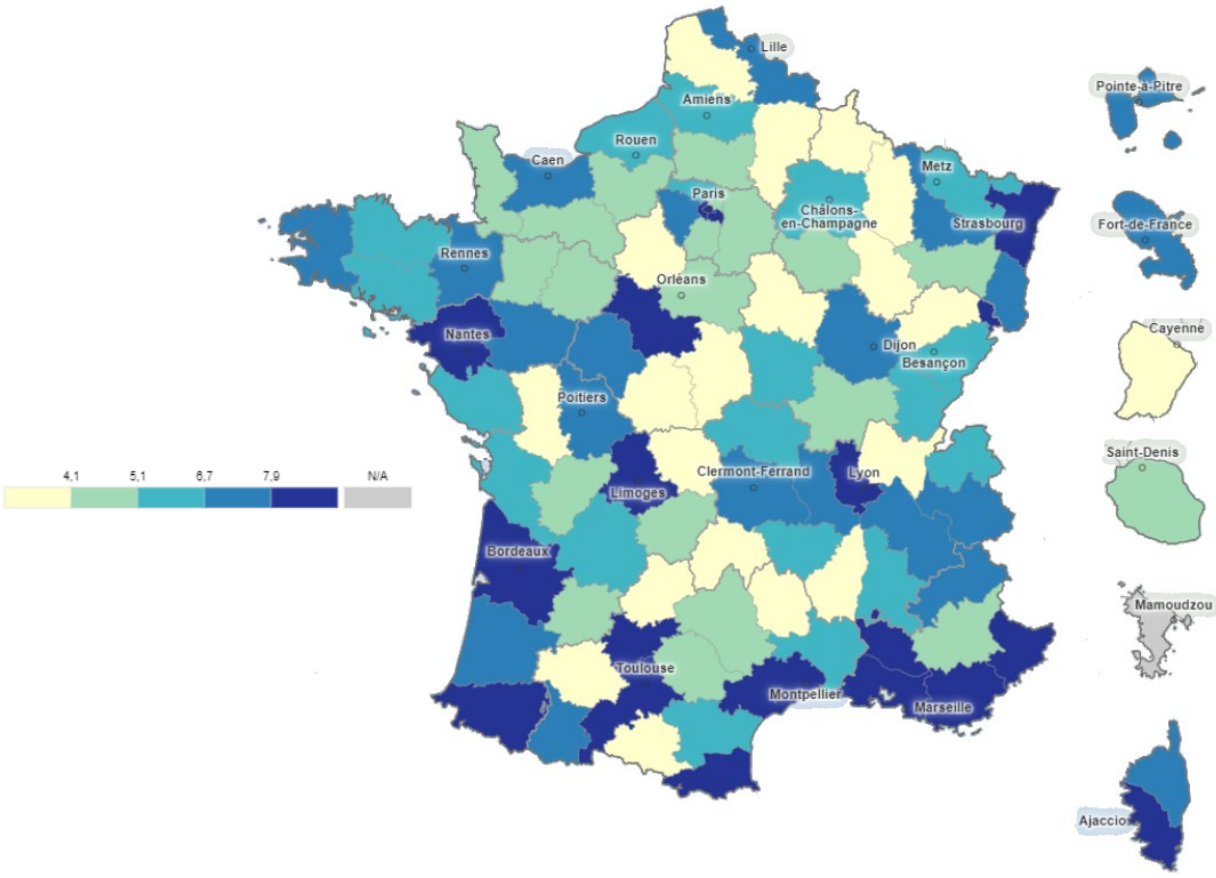 Lille
Pointe-à-Pitre
Amiens
Rouen
Caen
Metz
Paris
Châlons-
en-Champagne
Strasbourg
Fort-de-France
Rennes
Orléans
Nantes
Dijon
Besançon
Cayenne
Poitiers
Saint-Denis
4,1 5,1 6,7 7,9 N/A
Clermont-Ferrand
Lyon
Limoges
Bordeaux
Mamoudzou
Toulouse
Montpellier
Marseille
Ajaccio